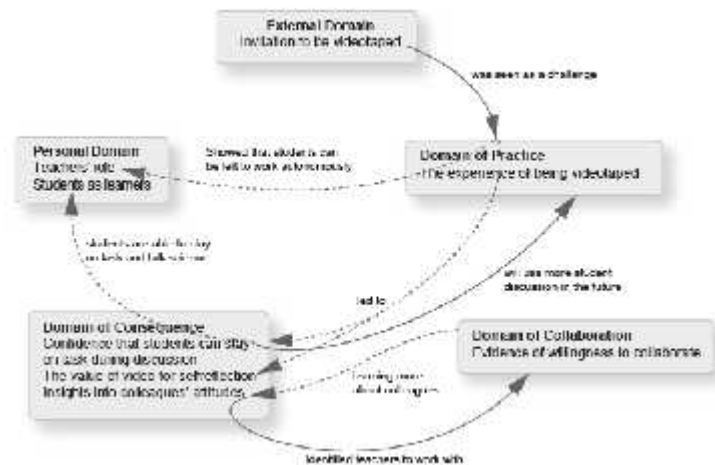 External Domain
Invitation to be videotaped
was seen as a challenge
Personal Domain
Teachers' role
Students as learners
Showed that students can
be left to work autonomously
Domain of Practice
The experience of being videotaped
students are able to stay
on task and talk science
will use more student
discussion in the future
led to
Domain of Consequence
Confidence that students can stay
on task during discussion
The value of video for selfreflection
Insights into colleagues' attitudes
Domain of Collaboration
Evidence of willingness to collaborate
Learning more
about colleagues
Identified teachers to work with